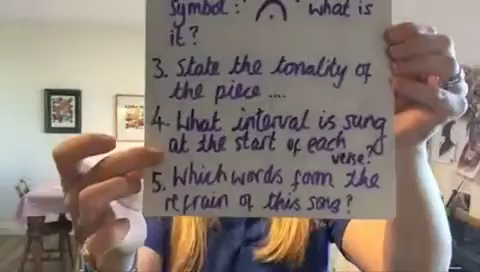 Symbol: " 𝄐 " what is
it?
3. State the tonality of
the piece ....
4. What interval is sung
at the start of each
verse?
5. Which words form the
refrain of this song?